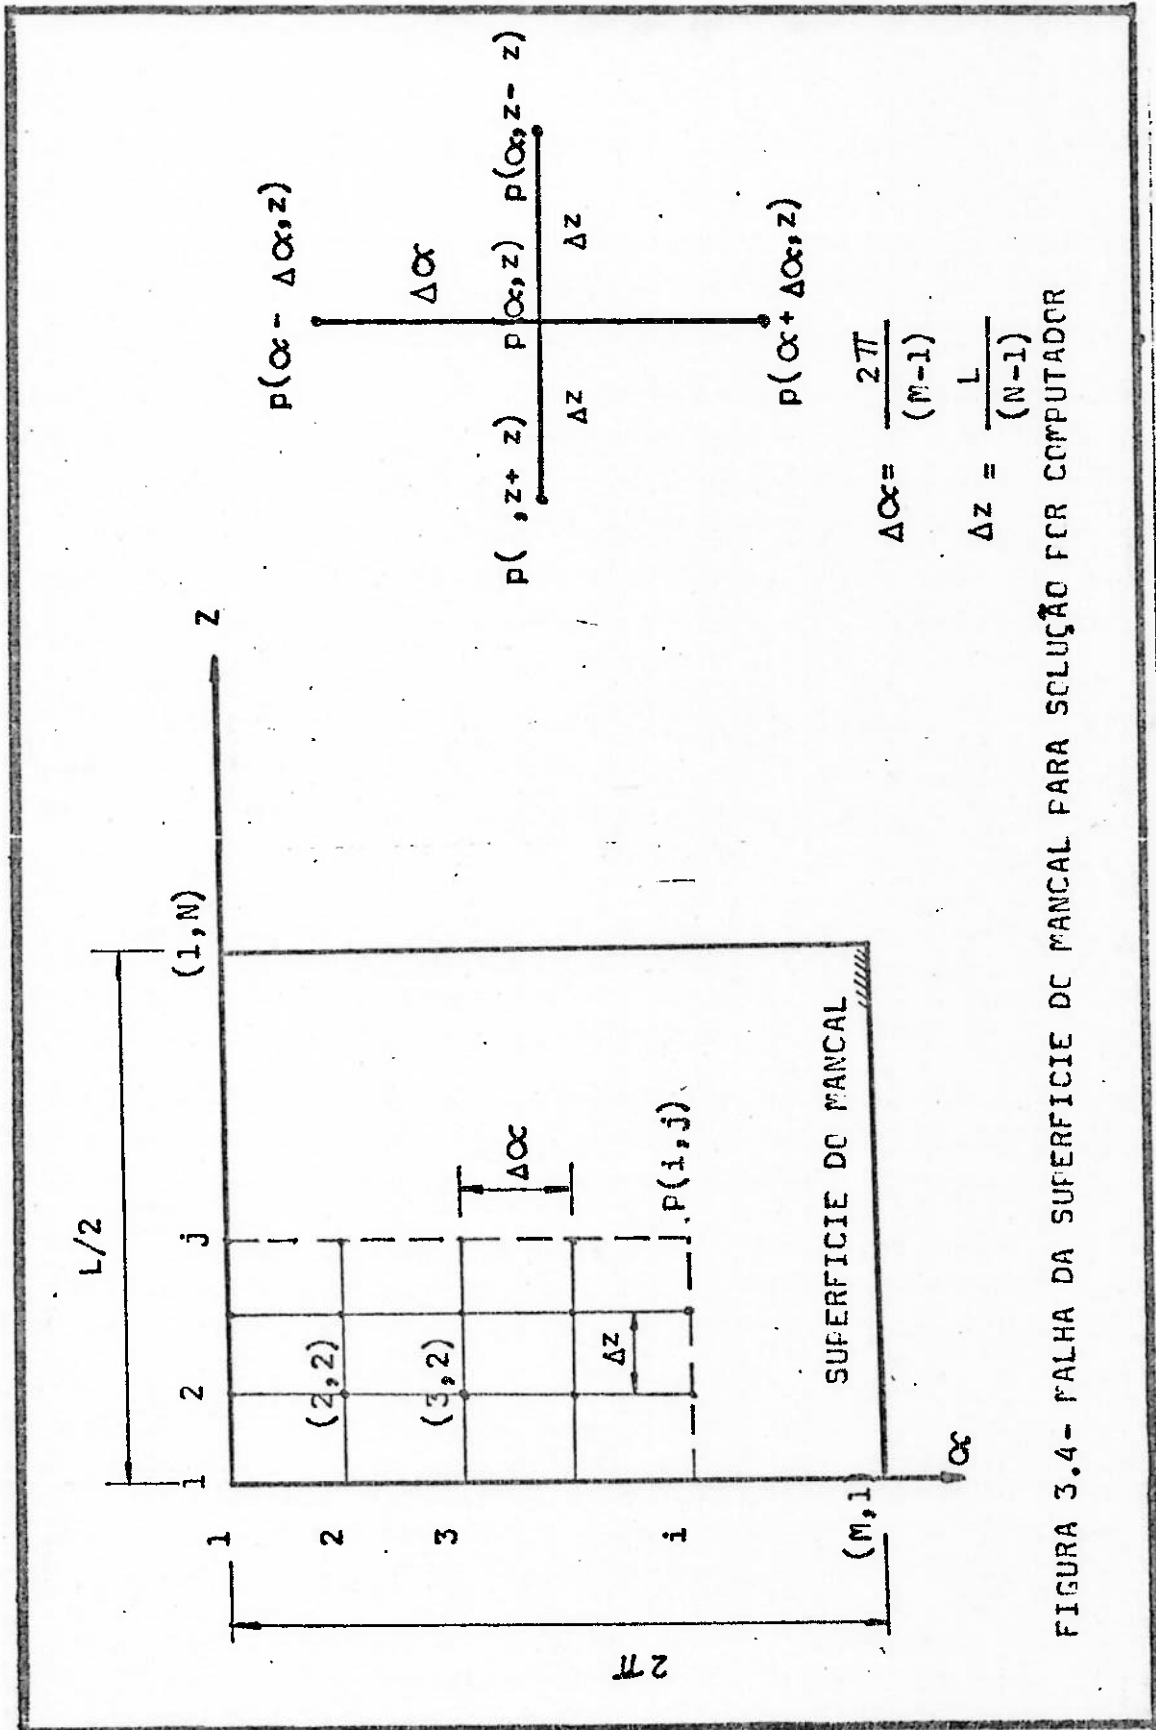 L/2
1
2
j
(1,N)
Z
1
2
3
i
(M,1)
2π
(2,2)
(3,2)
Δα
Δz
P(i,j)
SUPERFICIE DO MANCAL
α
p(α- Δα,z)
Δα
p( ,z+ z)
p(α,z)
p(α,z- z)
Δz
Δz
p(α+ Δα,z)
Δα= 2π/(M-1)
Δz = L/(N-1)
FIGURA 3.4- MALHA DA SUPERFICIE DO MANCAL PARA SOLUÇÃO POR COMPUTADOR